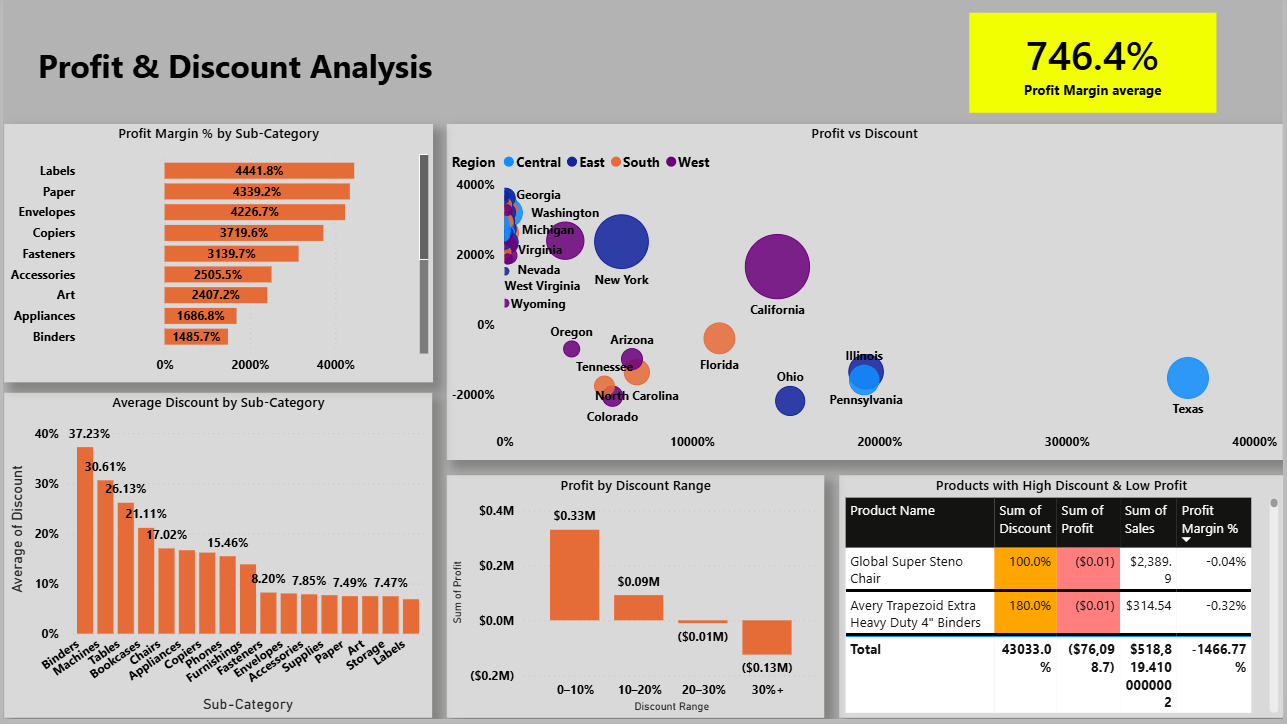 Profit & Discount Analysis
746.4%
Profit Margin average
Profit Margin % by Sub-Category
Labels 4441.8%
Paper 4339.2%
Envelopes 4226.7%
Copiers 3719.6%
Fasteners 3139.7%
Accessories 2505.5%
Art 2407.2%
Appliances 1686.8%
Binders 1485.7%
0% 2000% 4000%
Profit vs Discount
Region Central East South West
4000%
2000%
0%
-2000%
Georgia
Washington
Michigan
Virginia
Nevada
West Virginia
Wyoming
New York
California
Oregon
Arizona
Tennessee
North Carolina
Colorado
Florida
Ohio
Illinois
Pennsylvania
Texas
0% 10000% 20000% 30000% 40000%
Average Discount by Sub-Category
Average of Discount
40%
30%
20%
10%
0%
37.23%
30.61%
26.13%
21.11%
17.02%
15.46%
8.20%
7.85%
7.49%
7.47%
Binders
Machines
Tables
Bookcases
Chairs
Appliances
Copiers
Phones
Furnishings
Fasteners
Envelopes
Accessories
Supplies
Paper
Art
Storage
Labels
Sub-Category
Profit by Discount Range
Sum of Profit
$0.4M
$0.2M
$0.0M
($0.2M)
$0.33M
$0.09M
($0.01M)
($0.13M)
0–10% 10–20% 20–30% 30%+
Discount Range
Products with High Discount & Low Profit
Product Name Sum of Sum of Sum of Profit
Discount Profit Sales Margin %
Global Super Steno 100.0% ($0.01) $2,389. -0.04%
Chair 9
Avery Trapezoid Extra 180.0% ($0.01) $314.54 -0.32%
Heavy Duty 4" Binders
Total 43033.0 ($76,09 $518,8 -1466.77
% 8.7) 19.410 %
000000
2